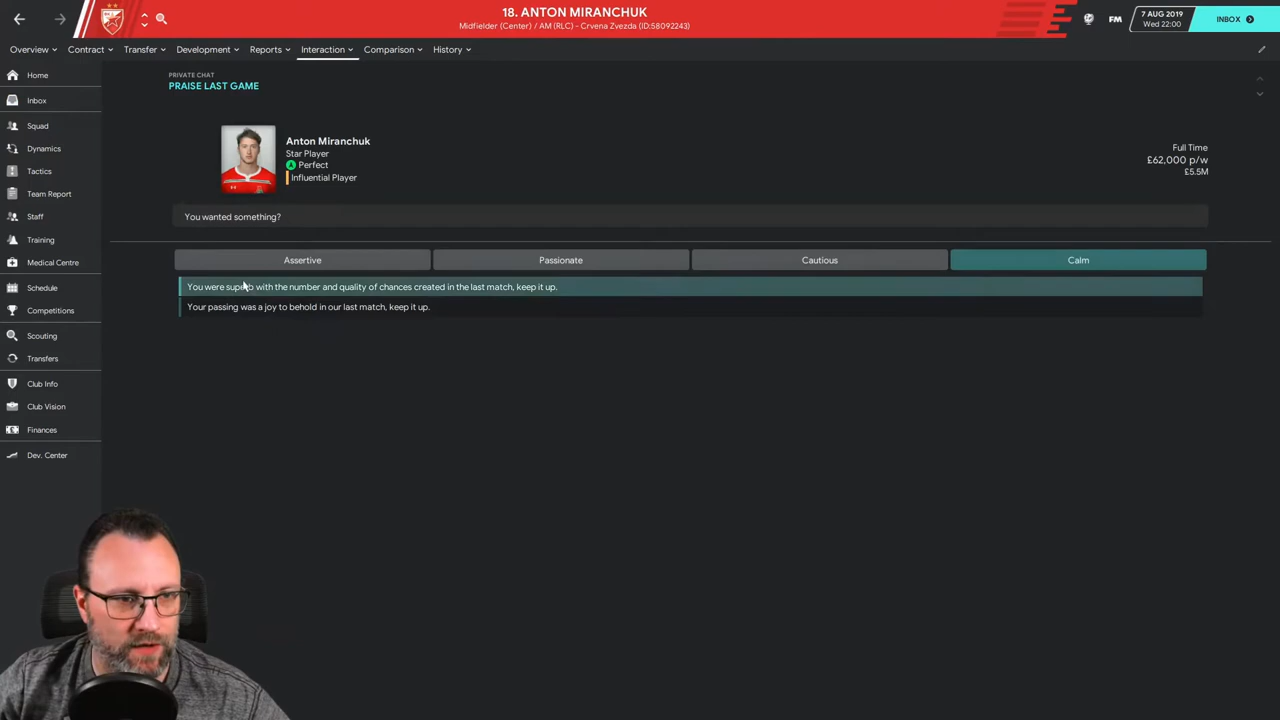 18. ANTON MIRANCHUK
Midfielder (Center) / AM (RLC) - Crvena Zvezda (ID:58092243)
FM
7 AUG 2019
Wed 22:00
INBOX
Overview
Contract
Transfer
Development
Reports
Interaction
Comparison
History
Home
Inbox
Squad
Dynamics
Tactics
Team Report
Staff
Training
Medical Centre
Schedule
Competitions
Scouting
Transfers
Club Info
Club Vision
Finances
Dev. Center
PRIVATE CHAT
PRAISE LAST GAME
Anton Miranchuk
Star Player
A Perfect
Influential Player
Full Time
£62,000 p/w
£5.5M
You wanted something?
Assertive
Passionate
Cautious
Calm
You were superb with the number and quality of chances created in the last match, keep it up.
Your passing was a joy to behold in our last match, keep it up.